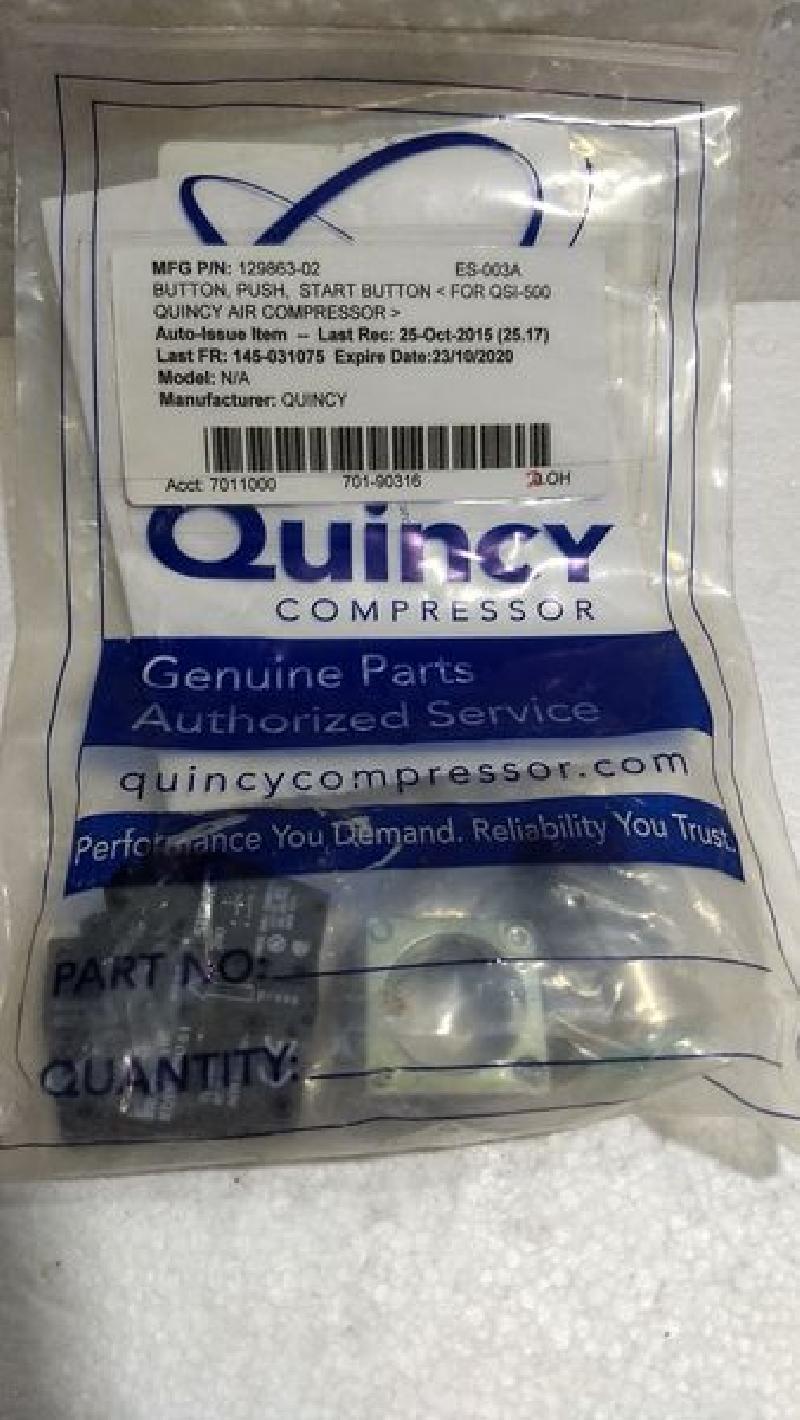 MFG P/N: 129863-02 ES-003A
BUTTON, PUSH, START BUTTON < FOR QSI-500
QUINCY AIR COMPRESSOR >
Auto-Issue Item -- Last Rec: 25-Oct-2015 (25.17)
Last FR: 145-031075 Expire Date:23/10/2020
Model: N/A
Manufacturer: QUINCY
Acct: 7011000 701-90316 OH
Quincy
COMPRESSOR
Genuine Parts
Authorized Service
quincycompressor.com
Performance You Demand. Reliability You Trust.
PART NO:
QUANTITY: